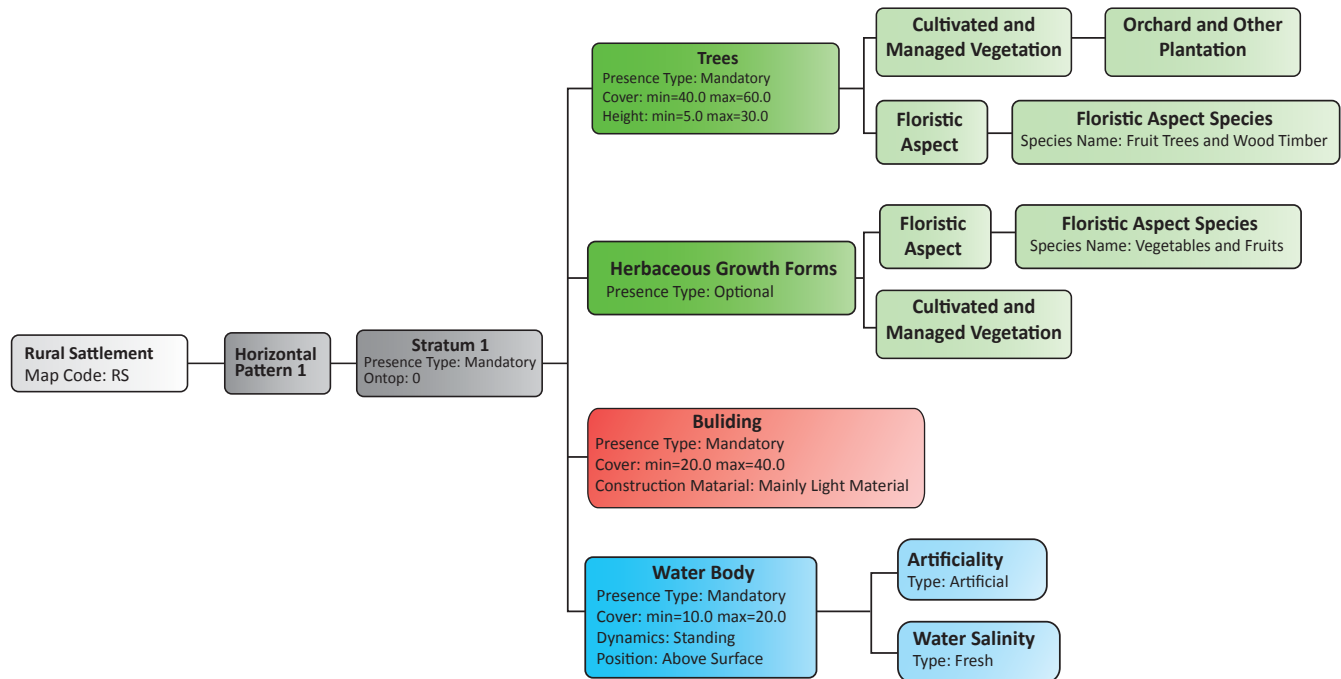 Rural Sattlement
Map Code: RS
Horizontal
Pattern 1
Stratum 1
Presence Type: Mandatory
Ontop: 0
Trees
Presence Type: Mandatory
Cover: min=40.0 max=60.0
Height: min=5.0 max=30.0
Cultivated and
Managed Vegetation
Orchard and Other
Plantation
Floristic
Aspect
Floristic Aspect Species
Species Name: Fruit Trees and Wood Timber
Herbaceous Growth Forms
Presence Type: Optional
Floristic
Aspect
Floristic Aspect Species
Species Name: Vegetables and Fruits
Cultivated and
Managed Vegetation
Buliding
Presence Type: Mandatory
Cover: min=20.0 max=40.0
Construction Matarial: Mainly Light Material
Water Body
Presence Type: Mandatory
Cover: min=10.0 max=20.0
Dynamics: Standing
Position: Above Surface
Artificiality
Type: Artificial
Water Salinity
Type: Fresh